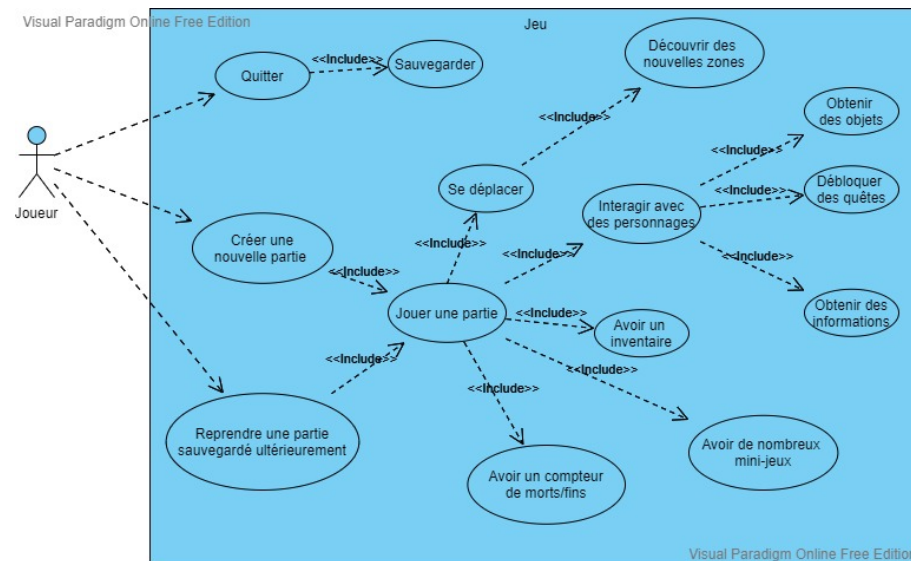 Visual Paradigm Online Free Edition
Jeu
Découvrir des
nouvelles zones
<<Include>>
Quitter
Sauvegarder
Obtenir
des objets
<<Include>>
<<Include>>
Débloquer
des quêtes
<<Include>>
Se déplacer
Interagir avec
des personnages
Joueur
Créer une
nouvelle partie
<<Include>>
<<Include>>
<<Include>>
<<Include>>
Jouer une partie
<<Include>>
Avoir un
inventaire
Obtenir des
informations
<<Include>>
<<Include>>
<<Include>>
Reprendre une partie
sauvegardé ultérieurement
Avoir de nombreux
mini-jeux
Avoir un compteur
de morts/fins
Visual Paradigm Online Free Edition